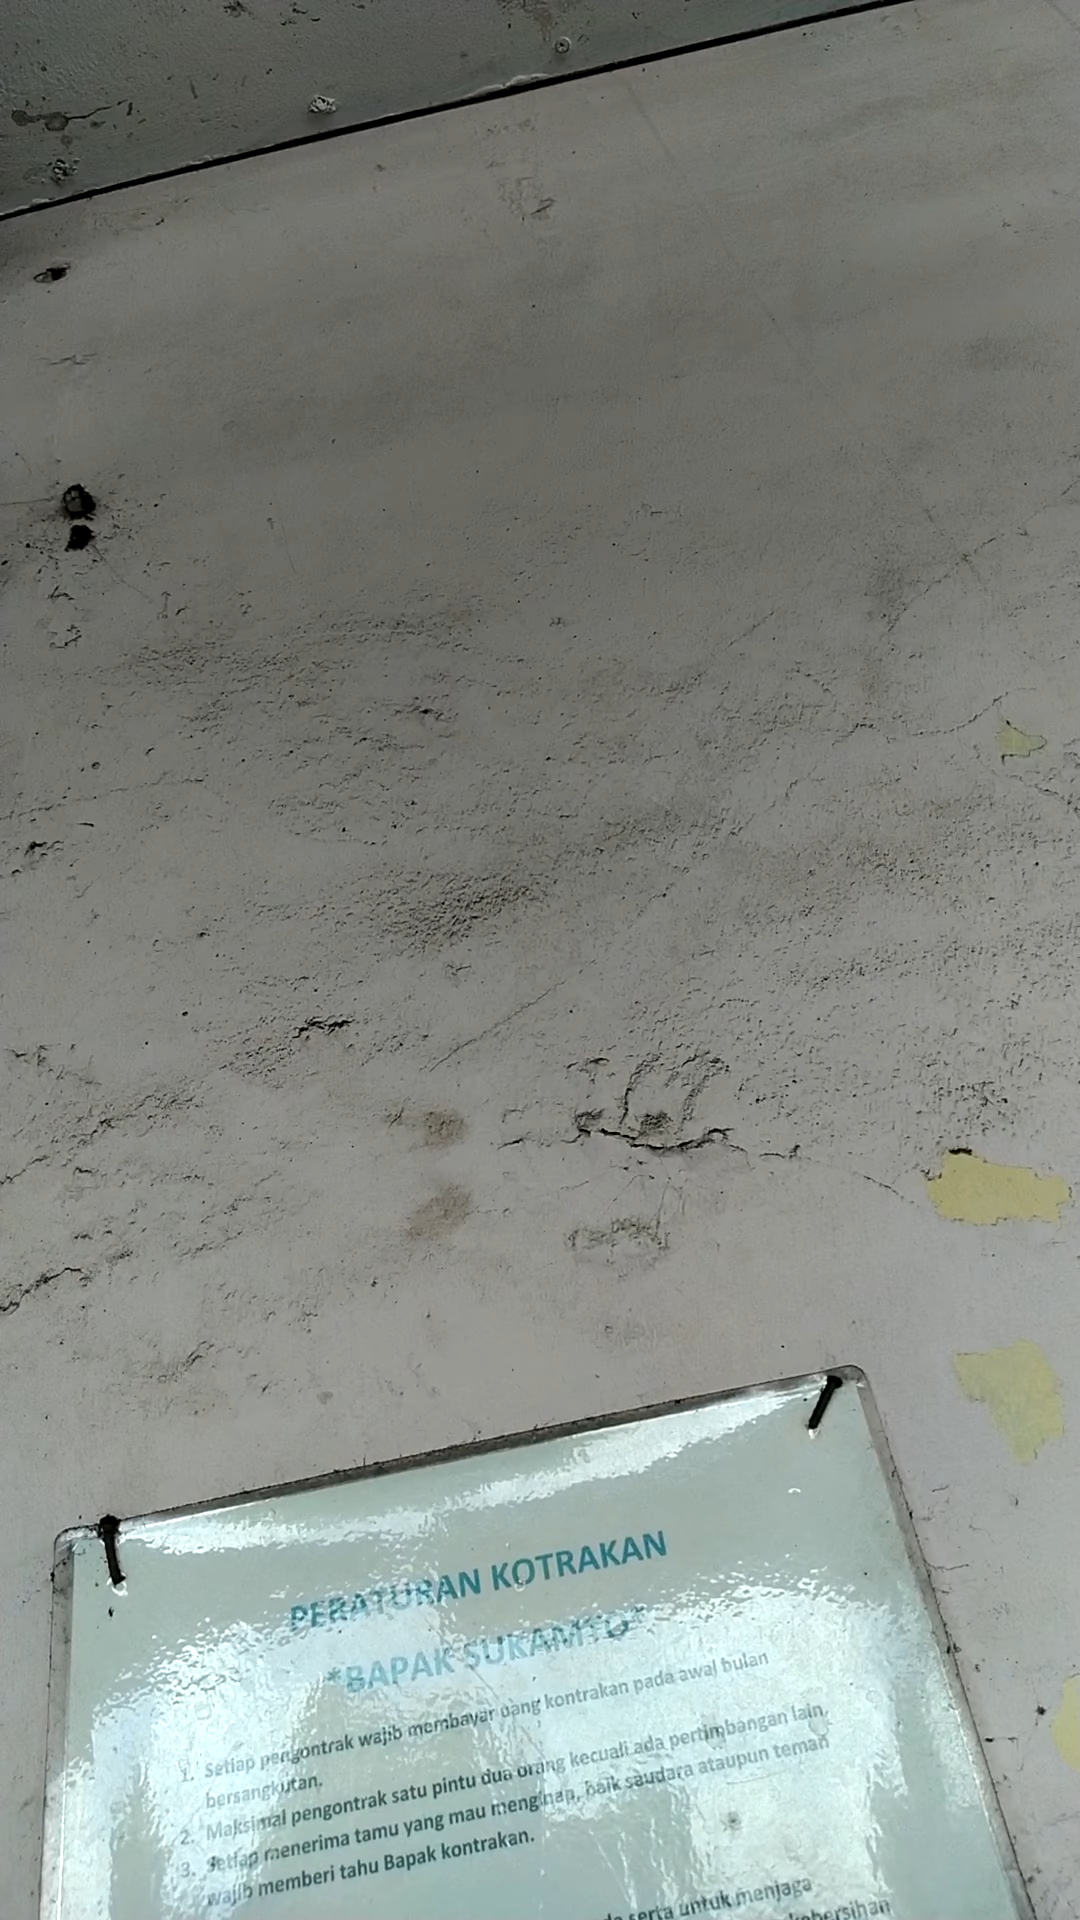 PERATURAN KOTRAKAN
*BAPAK SUKAMTO*
1. Setiap pengontrak wajib membayar uang kontrakan pada awal bulan
bersangkutan.
2. Maksimal pengontrak satu pintu dua orang kecuali ada pertimbangan lain.
3. Setiap menerima tamu yang mau menginap, baik saudara ataupun teman
wajib memberi tahu Bapak kontrakan.
serta untuk menjaga
kebersihan